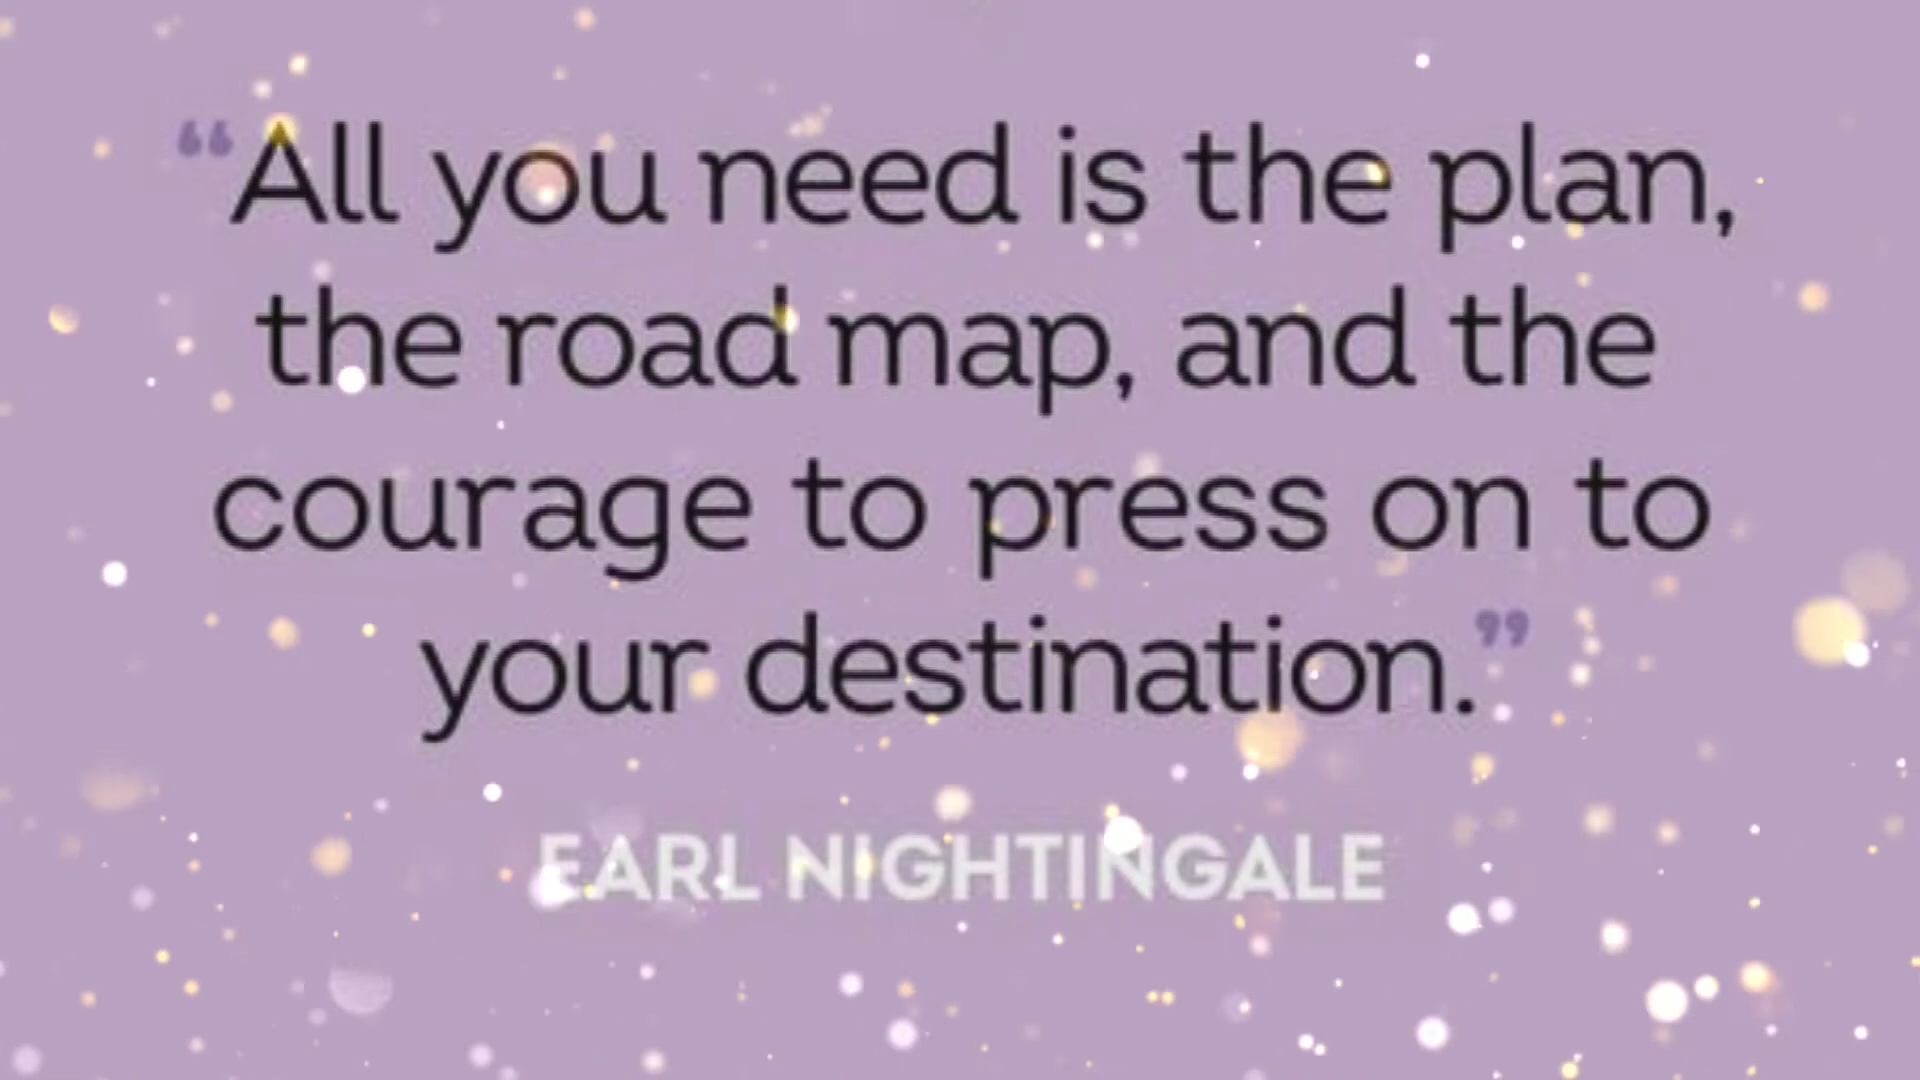 “All you need is the plan,
the road map, and the
courage to press on to
your destination.”
EARL NIGHTINGALE